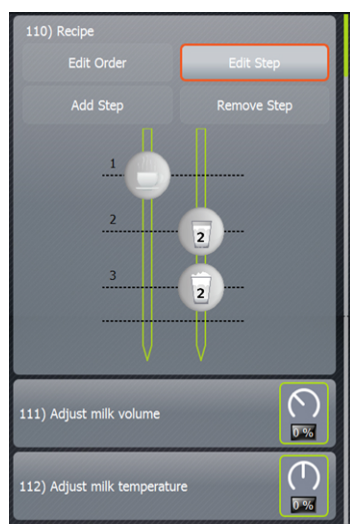 110) Recipe
Edit Order Edit Step
Add Step Remove Step
1
2
2
3
2
111) Adjust milk volume
0 %
112) Adjust milk temperature
0 %